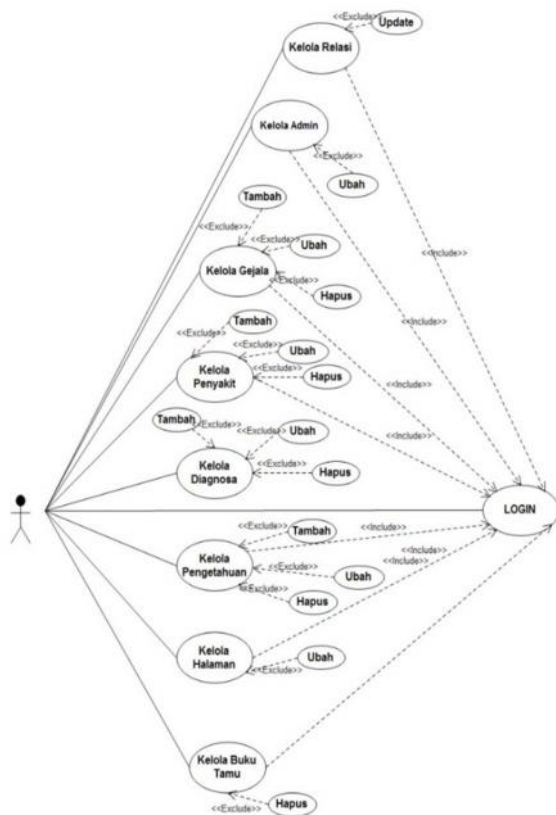 <<Exclude>>
Update
Kelola Relasi
Kelola Admin
<<Exclude>>
Ubah
Tambah
<<Exclude>>
<<Exclude>>
Ubah
Kelola Gejala
<<Exclude>>
Hapus
<<Include>>
Tambah
<<Exclude>>
<<Include>>
<<Exclude>>
Ubah
Kelola
Penyakit
<<Exclude>>
Hapus
<<Include>>
Tambah
<<Exclude>>
<<Exclude>>
Ubah
<<Include>>
Kelola
Diagnosa
<<Exclude>>
Hapus
LOGIN
<<Exclude>>
Tambah
<<Include>>
Kelola
Pengetahuan
<<Exclude>>
Ubah
<<Exclude>>
Hapus
<<Include>>
<<Include>>
Kelola
Halaman
<<Exclude>>
Ubah
Kelola Buku
Tamu
<<Exclude>>
Hapus